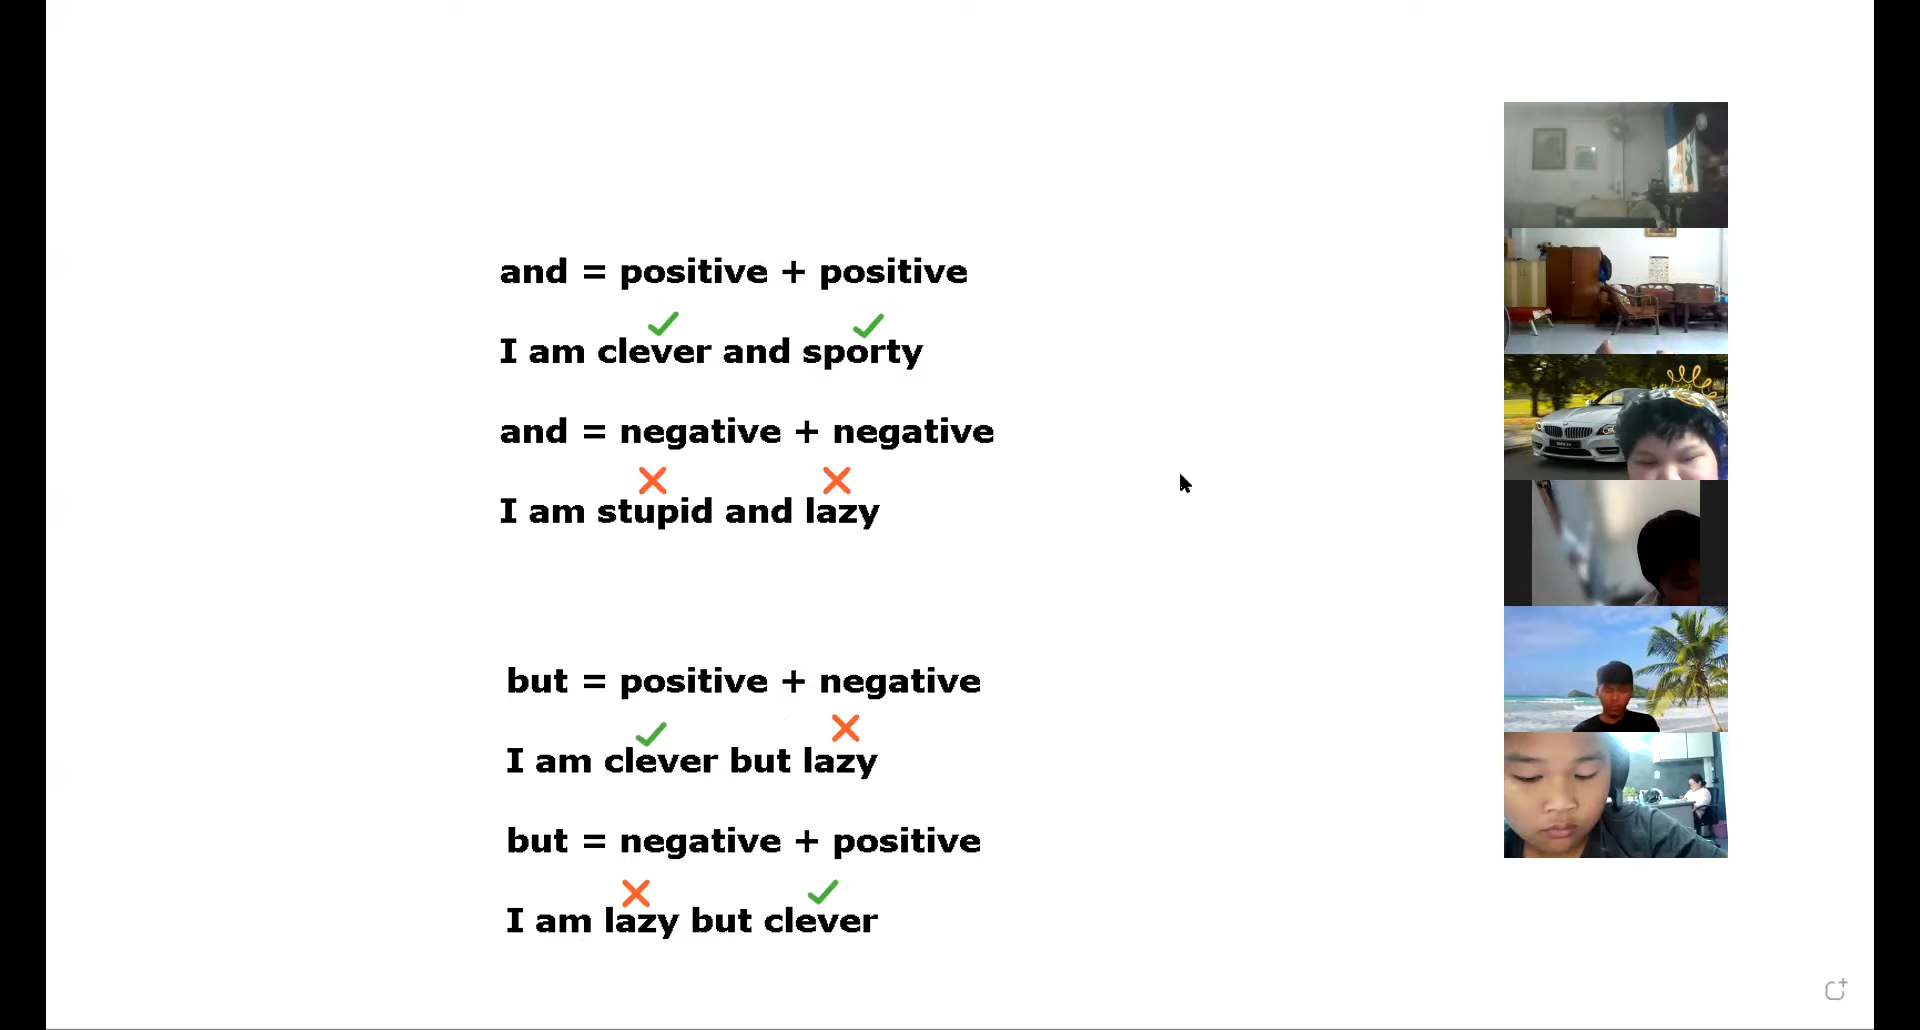 and = positive + positive
I am clever and sporty
and = negative + negative
I am stupid and lazy
but = positive + negative
I am clever but lazy
but = negative + positive
I am lazy but clever